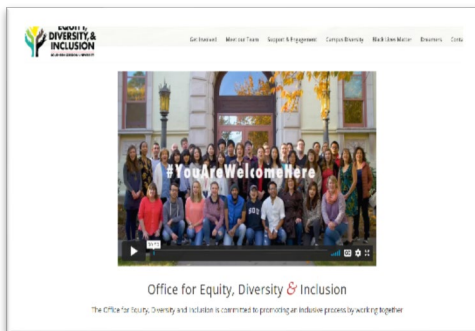 EQUITY,
DIVERSITY, &
INCLUSION
Get Involved Meet our Team Support & Engagement Campus Diversity Black Lives Matter Dreamers Conta
#YouAreWelcomeHere
Office for Equity, Diversity & Inclusion
The Office for Equity, Diversity and Inclusion is committed to promoting an inclusive process by working together